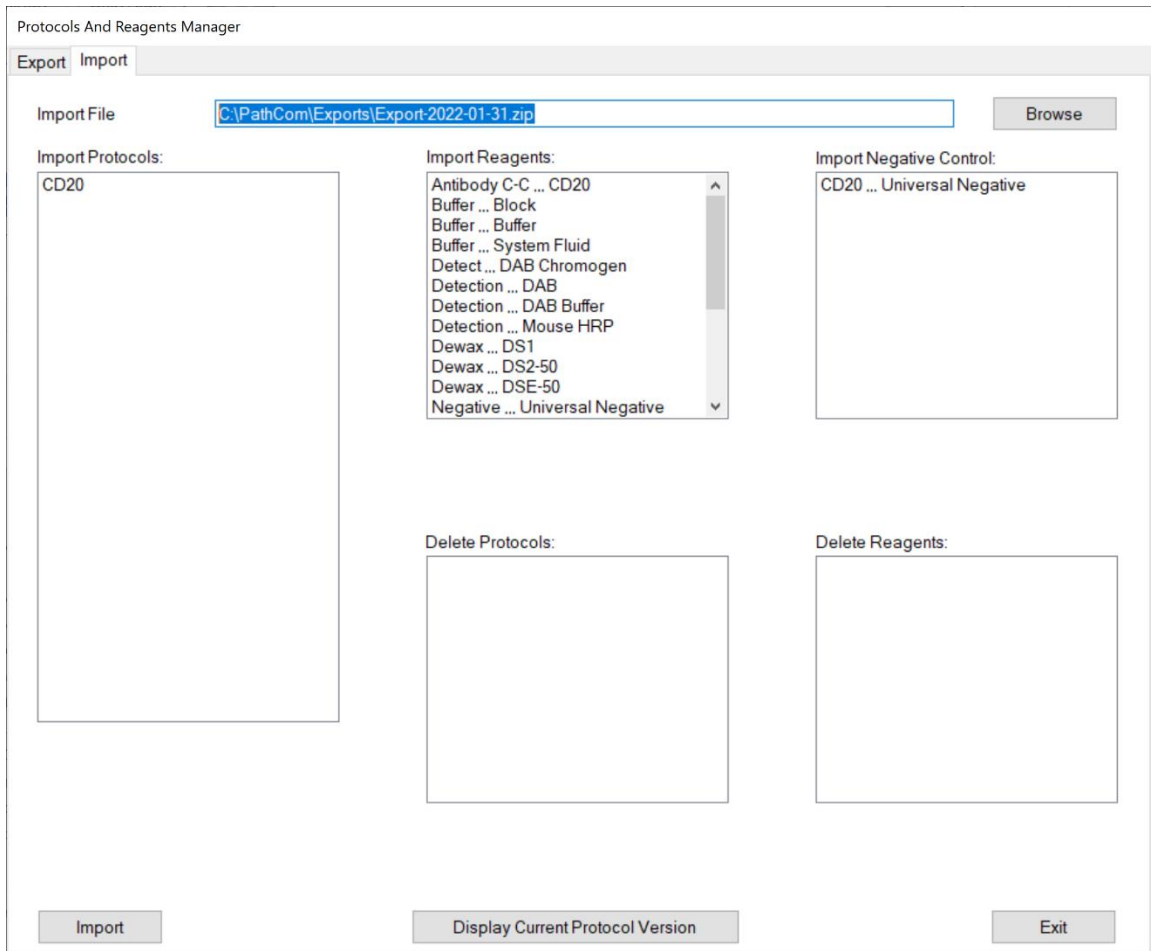 Protocols And Reagents Manager
Export Import
Import File C:\PathCom\Exports\Export-2022-01-31.zip Browse
Import Protocols:
CD20
Import Reagents:
Antibody C-C ,,, CD20
Buffer ,,, Block
Buffer ,,, Buffer
Buffer ,,, System Fluid
Detect ,,, DAB Chromogen
Detection ,,, DAB
Detection ,,, DAB Buffer
Detection ,,, Mouse HRP
Dewax ,,, DS1
Dewax ,,, DS2-50
Dewax ,,, DSE-50
Negative ,,, Universal Negative
Import Negative Control:
CD20 ,,, Universal Negative
Delete Protocols:
Delete Reagents:
Import Display Current Protocol Version Exit